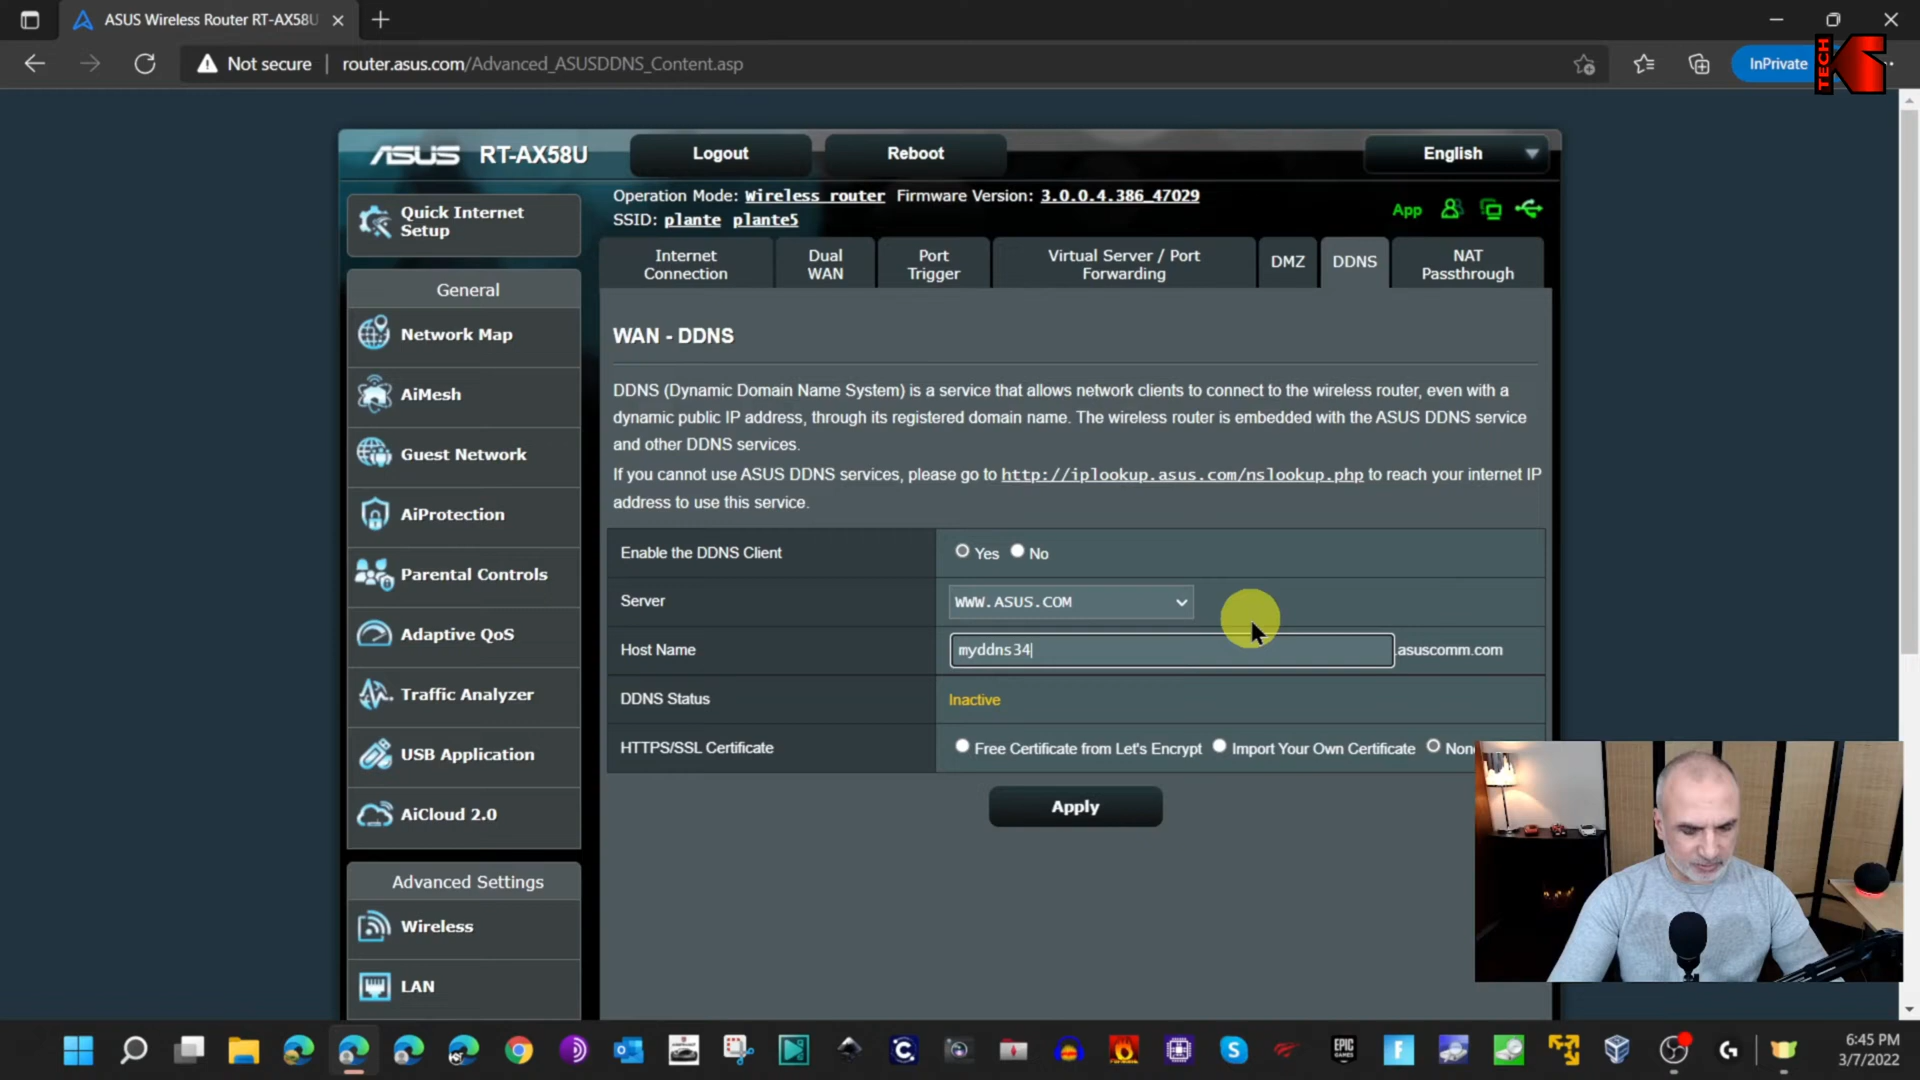 ASUS Wireless Router RT-AX58U
Not secure
router.asus.com/Advanced_ASUSDDNS_Content.asp
InPrivate
TECH
ASUS RT-AX58U
Logout
Reboot
English
Quick Internet
Setup
Operation Mode: Wireless router Firmware Version: 3.0.0.4.386_47029
SSID: plante plante5
App
Internet
Connection
Dual
WAN
Port
Trigger
Virtual Server / Port
Forwarding
DMZ
DDNS
NAT
Passthrough
General
Network Map
AiMesh
Guest Network
AiProtection
Parental Controls
Adaptive QoS
Traffic Analyzer
USB Application
AiCloud 2.0
Advanced Settings
Wireless
LAN
WAN - DDNS
DDNS (Dynamic Domain Name System) is a service that allows network clients to connect to the wireless router, even with a
dynamic public IP address, through its registered domain name. The wireless router is embedded with the ASUS DDNS service
and other DDNS services.
If you cannot use ASUS DDNS services, please go to http://iplookup.asus.com/nslookup.php to reach your internet IP
address to use this service.
Enable the DDNS Client
Yes No
Server
WWW.ASUS.COM
Host Name
myddns34
.asuscomm.com
DDNS Status
Inactive
HTTPS/SSL Certificate
Free Certificate from Let's Encrypt Import Your Own Certificate None
Apply
EPIC
GAMES
6:45 PM
3/7/2022